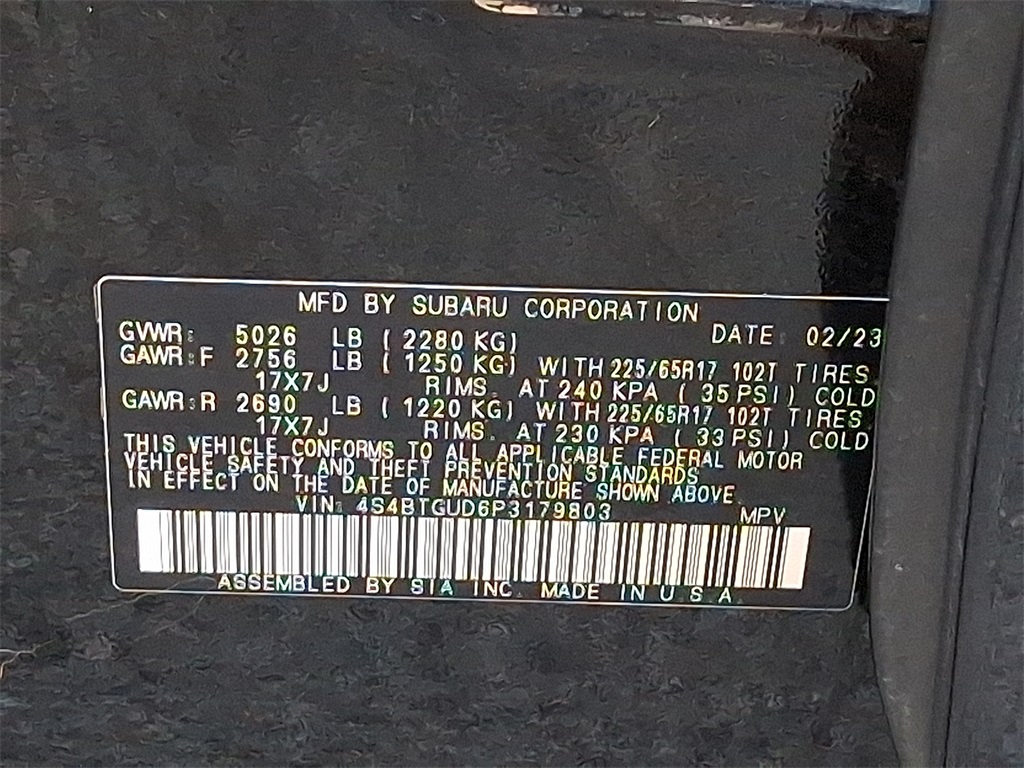 MFD BY SUBARU CORPORATION
GVWR: 5026 LB ( 2280 KG) DATE: 02/23
GAWR:F 2756 LB ( 1250 KG) WITH 225/65R17 102T TIRES,
17X7J RIMS, AT 240 KPA ( 35 PSI) COLD
GAWR:R 2690 LB ( 1220 KG) WITH 225/65R17 102T TIRES,
17X7J RIMS, AT 230 KPA ( 33 PSI) COLD
THIS VEHICLE CONFORMS TO ALL APPLICABLE FEDERAL MOTOR
VEHICLE SAFETY AND THEFT PREVENTION STANDARDS
IN EFFECT ON THE DATE OF MANUFACTURE SHOWN ABOVE.
VIN: 4S4BTGUD6P3179803 MPV
ASSEMBLED BY SIA INC. MADE IN U.S.A.